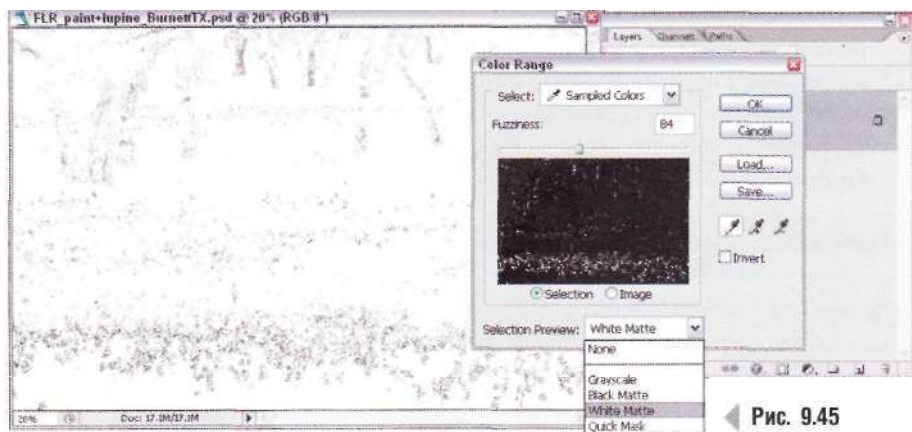 FLR_paint+lupine_BurnettTX.psd @ 20% (RGB/8*)
Layers Channels Paths
Color Range
Select: Sampled Colors
OK
Fuzziness: 84
Cancel
Load...
Save...
Invert
Selection Image
Selection Preview: White Matte
None
Grayscale
Black Matte
White Matte
Quick Mask
20% Doc: 17.1M/17.1M
Рис. 9.45